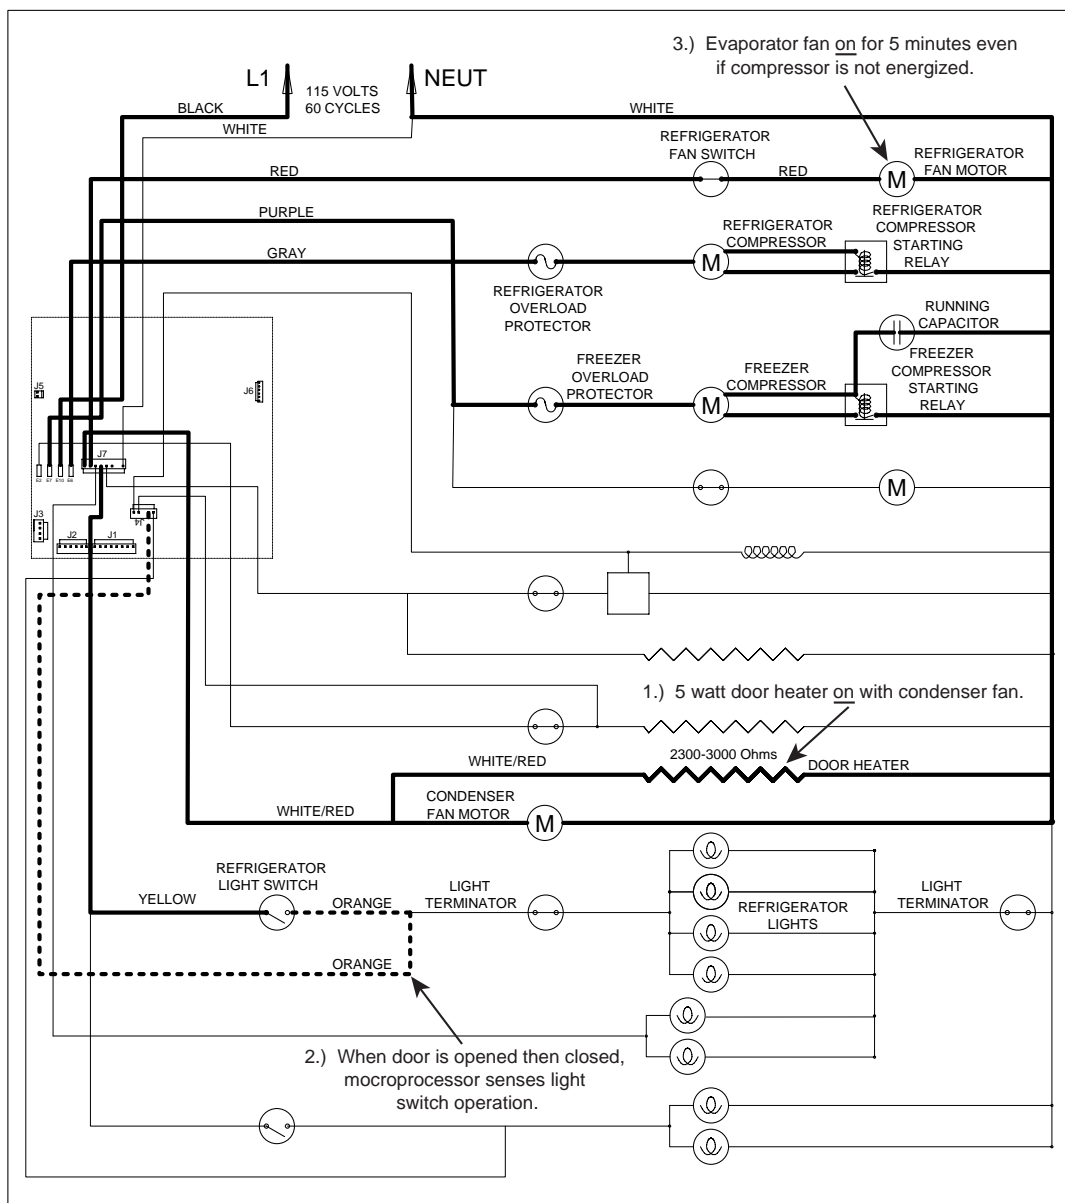 3.) Evaporator fan on for 5 minutes even
if compressor is not energized.
L1
NEUT
115 VOLTS
60 CYCLES
BLACK
WHITE
WHITE
REFRIGERATOR
FAN SWITCH
RED
RED
REFRIGERATOR
FAN MOTOR
M
PURPLE
REFRIGERATOR
COMPRESSOR
REFRIGERATOR
COMPRESSOR
STARTING
RELAY
GRAY
M
REFRIGERATOR
OVERLOAD
PROTECTOR
RUNNING
CAPACITOR
FREEZER
OVERLOAD
PROTECTOR
FREEZER
COMPRESSOR
FREEZER
COMPRESSOR
STARTING
RELAY
M
J5
J6
J7
E3 E7 E10 E8
M
J4
J3
J2
J1
1.) 5 watt door heater on with condenser fan.
2300-3000 Ohms
WHITE/RED
DOOR HEATER
WHITE/RED
CONDENSER
FAN MOTOR
M
REFRIGERATOR
LIGHT SWITCH
YELLOW
ORANGE
LIGHT
TERMINATOR
REFRIGERATOR
LIGHTS
LIGHT
TERMINATOR
ORANGE
2.) When door is opened then closed,
mocroprocessor senses light
switch operation.